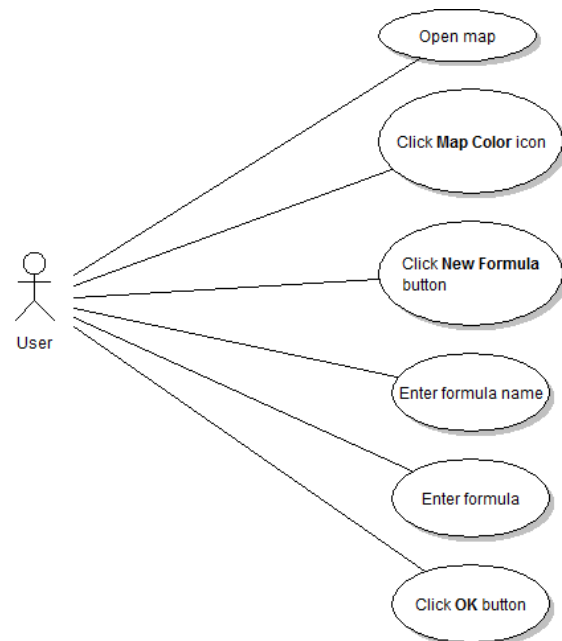 Open map
Click Map Color icon
Click New Formula
button
User
Enter formula name
Enter formula
Click OK button